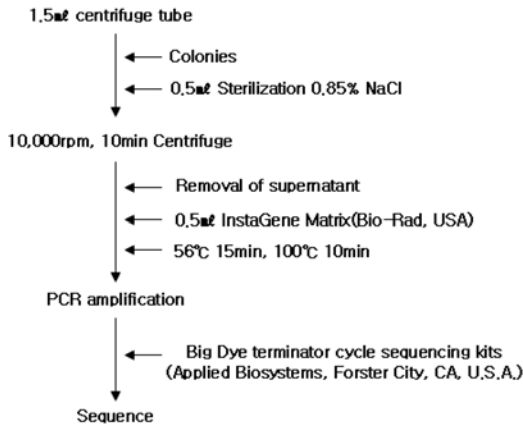 1.5㎖ centrifuge tube
Colonies
0.5㎖ Sterilization 0.85% NaCl
10,000rpm, 10min Centrifuge
Removal of supernatant
0.5㎖ InstaGene Matrix(Bio-Rad, USA)
56℃ 15min, 100℃ 10min
PCR amplification
Big Dye terminator cycle sequencing kits
(Applied Biosystems, Forster City, CA, U.S.A.)
Sequence